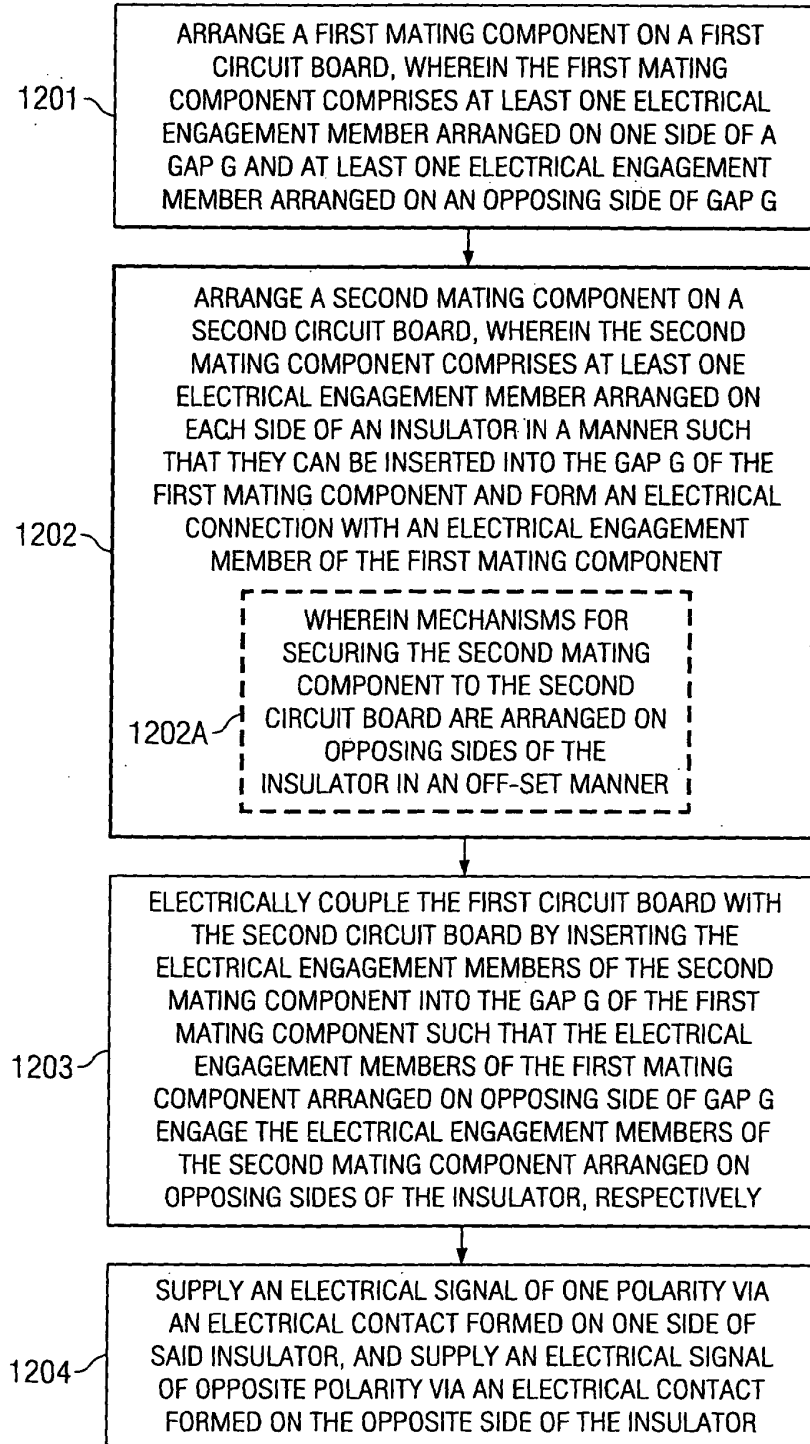 ARRANGE A FIRST MATING COMPONENT ON A FIRST
CIRCUIT BOARD, WHEREIN THE FIRST MATING
COMPONENT COMPRISES AT LEAST ONE ELECTRICAL
ENGAGEMENT MEMBER ARRANGED ON ONE SIDE OF A
GAP G AND AT LEAST ONE ELECTRICAL ENGAGEMENT
MEMBER ARRANGED ON AN OPPOSING SIDE OF GAP G
1201
ARRANGE A SECOND MATING COMPONENT ON A
SECOND CIRCUIT BOARD, WHEREIN THE SECOND
MATING COMPONENT COMPRISES AT LEAST ONE
ELECTRICAL ENGAGEMENT MEMBER ARRANGED ON
EACH SIDE OF AN INSULATOR IN A MANNER SUCH
THAT THEY CAN BE INSERTED INTO THE GAP G OF THE
FIRST MATING COMPONENT AND FORM AN ELECTRICAL
CONNECTION WITH AN ELECTRICAL ENGAGEMENT
MEMBER OF THE FIRST MATING COMPONENT
1202
WHEREIN MECHANISMS FOR
SECURING THE SECOND MATING
COMPONENT TO THE SECOND
CIRCUIT BOARD ARE ARRANGED ON
OPPOSING SIDES OF THE
INSULATOR IN AN OFF-SET MANNER
1202A
ELECTRICALLY COUPLE THE FIRST CIRCUIT BOARD WITH
THE SECOND CIRCUIT BOARD BY INSERTING THE
ELECTRICAL ENGAGEMENT MEMBERS OF THE SECOND
MATING COMPONENT INTO THE GAP G OF THE FIRST
MATING COMPONENT SUCH THAT THE ELECTRICAL
ENGAGEMENT MEMBERS OF THE FIRST MATING
COMPONENT ARRANGED ON OPPOSING SIDE OF GAP G
ENGAGE THE ELECTRICAL ENGAGEMENT MEMBERS OF
THE SECOND MATING COMPONENT ARRANGED ON
OPPOSING SIDES OF THE INSULATOR, RESPECTIVELY
1203
SUPPLY AN ELECTRICAL SIGNAL OF ONE POLARITY VIA
AN ELECTRICAL CONTACT FORMED ON ONE SIDE OF
SAID INSULATOR, AND SUPPLY AN ELECTRICAL SIGNAL
OF OPPOSITE POLARITY VIA AN ELECTRICAL CONTACT
FORMED ON THE OPPOSITE SIDE OF THE INSULATOR
1204